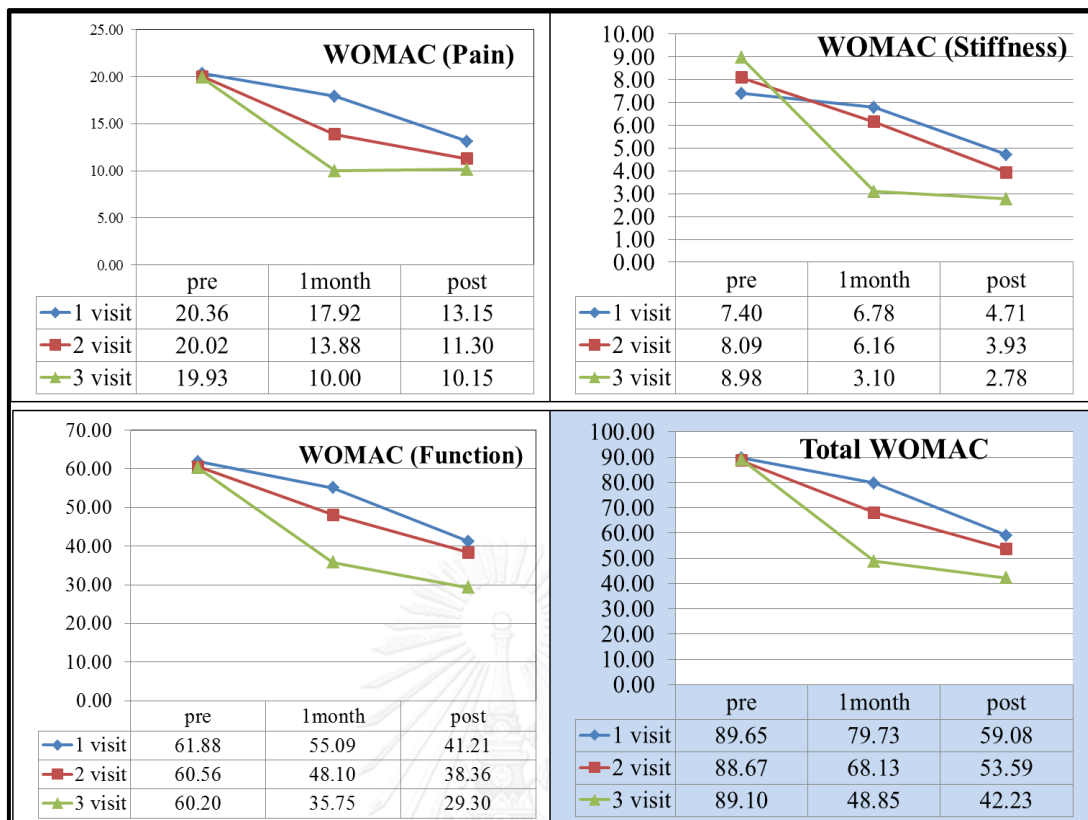 WOMAC (Pain)
25.00
20.00
15.00
10.00
5.00
0.00
pre 1month post
1 visit 20.36 17.92 13.15
2 visit 20.02 13.88 11.30
3 visit 19.93 10.00 10.15
WOMAC (Stiffness)
10.00
9.00
8.00
7.00
6.00
5.00
4.00
3.00
2.00
1.00
0.00
pre 1month post
1 visit 7.40 6.78 4.71
2 visit 8.09 6.16 3.93
3 visit 8.98 3.10 2.78
WOMAC (Function)
70.00
60.00
50.00
40.00
30.00
20.00
10.00
0.00
pre 1month post
1 visit 61.88 55.09 41.21
2 visit 60.56 48.10 38.36
3 visit 60.20 35.75 29.30
Total WOMAC
100.00
90.00
80.00
70.00
60.00
50.00
40.00
30.00
20.00
10.00
0.00
pre 1month post
1 visit 89.65 79.73 59.08
2 visit 88.67 68.13 53.59
3 visit 89.10 48.85 42.23